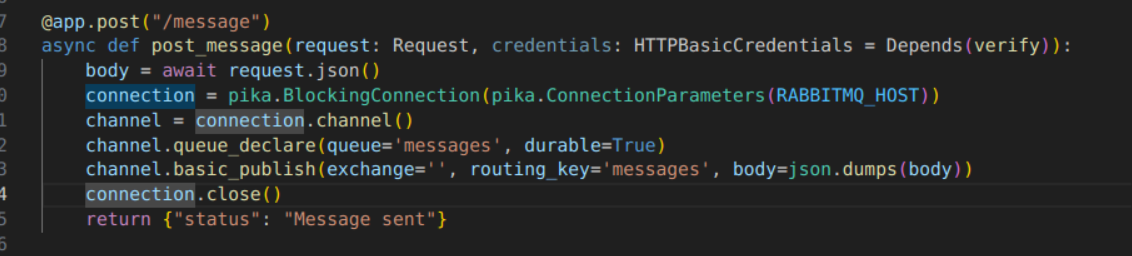 7 @app.post("/message")
8 async def post_message(request: Request, credentials: HTTPBasicCredentials = Depends(verify)):
9     body = await request.json()
0     connection = pika.BlockingConnection(pika.ConnectionParameters(RABBITMQ_HOST))
1     channel = connection.channel()
2     channel.queue_declare(queue='messages', durable=True)
3     channel.basic_publish(exchange='', routing_key='messages', body=json.dumps(body))
4     connection.close()
5     return {"status": "Message sent"}
6